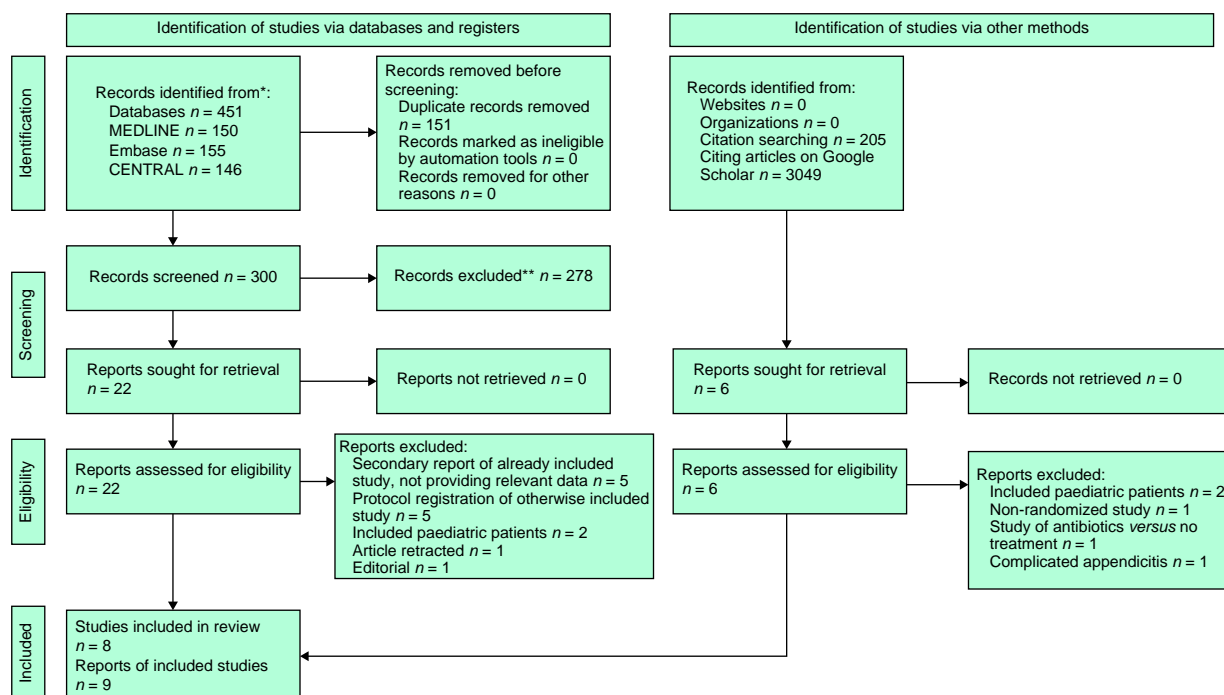 Identification of studies via databases and registers
Identification of studies via other methods
Identification
Records identified from*:
Databases n = 451
MEDLINE n = 150
Embase n = 155
CENTRAL n = 146
Records removed before
screening:
Duplicate records removed
n = 151
Records marked as ineligible
by automation tools n = 0
Records removed for other
reasons n = 0
Records identified from:
Websites n = 0
Organizations n = 0
Citation searching n = 205
Citing articles on Google
Scholar n = 3049
Screening
Records screened n = 300
Records excluded** n = 278
Reports sought for retrieval
n = 22
Reports not retrieved n = 0
Reports sought for retrieval
n = 6
Records not retrieved n = 0
Eligibility
Reports assessed for eligibility
n = 22
Reports excluded:
Secondary report of already included
study, not providing relevant data n = 5
Protocol registration of otherwise included
study n = 5
Included paediatric patients n = 2
Article retracted n = 1
Editorial n = 1
Reports assessed for eligibility
n = 6
Reports excluded:
Included paediatric patients n = 2
Non-randomized study n = 1
Study of antibiotics versus no
treatment n = 1
Complicated appendicitis n = 1
Included
Studies included in review
n = 8
Reports of included studies
n = 9